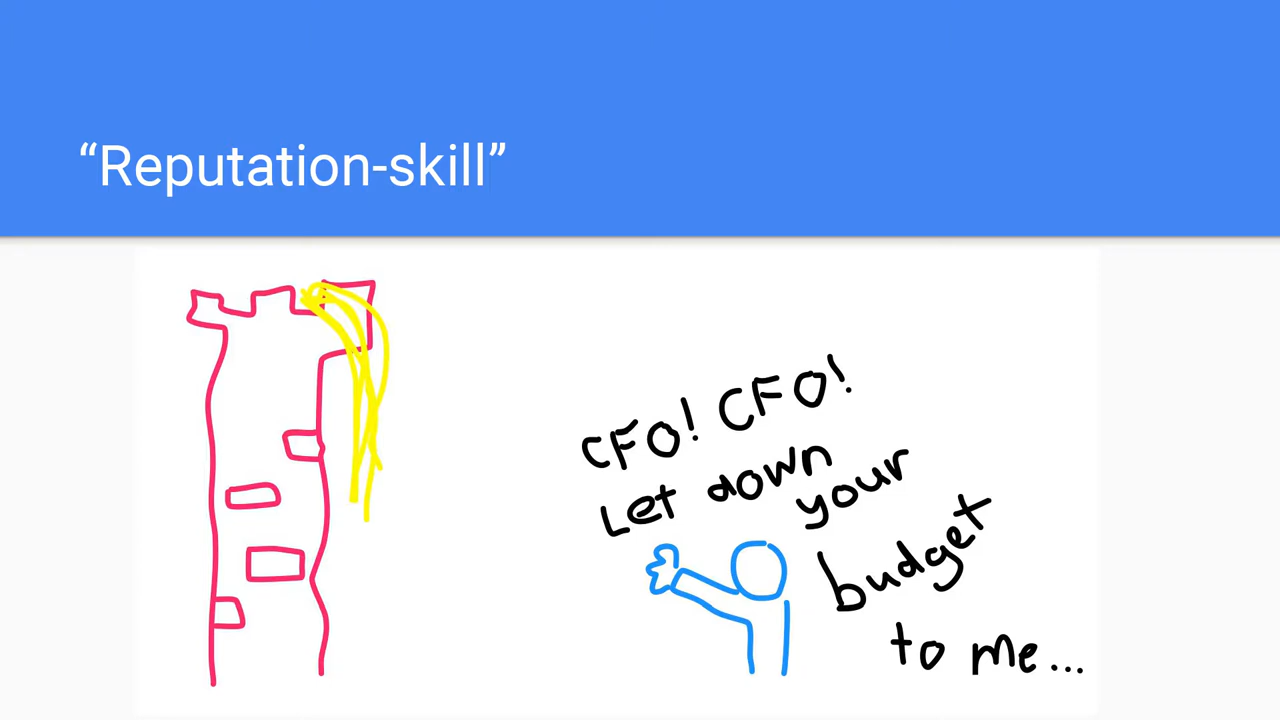 “Reputation-skill”
CFO! CFO!
Let down
your
budget
to me...